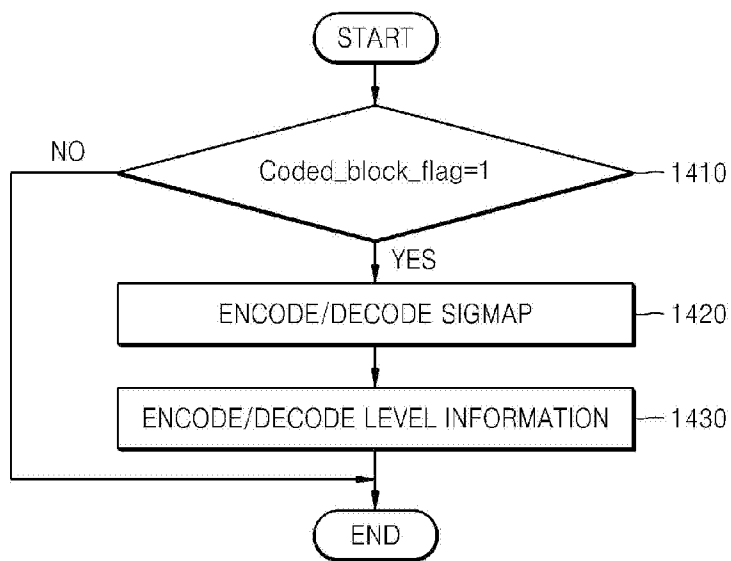 START
NO
Coded_block_flag=1
1410
YES
ENCODE/DECODE SIGMAP
1420
ENCODE/DECODE LEVEL INFORMATION
1430
END